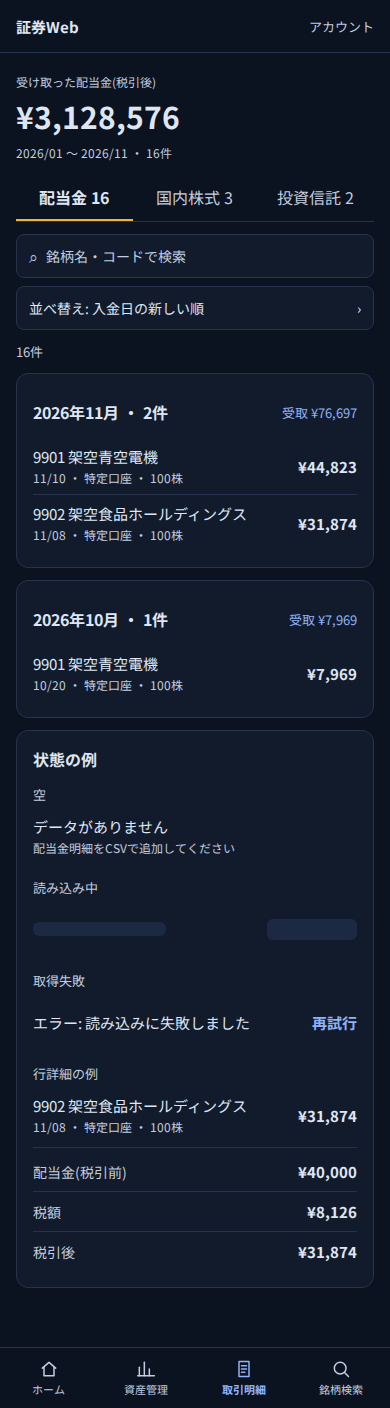 証券Web
アカウント
受け取った配当金(税引後)
¥3,128,576
2026/01 〜 2026/11 ・ 16件
配当金 16
国内株式 3
投資信託 2
銘柄名・コードで検索
並べ替え: 入金日の新しい順
16件
2026年11月 ・ 2件
受取 ¥76,697
9901 架空青空電機
11/10 ・ 特定口座 ・ 100株
¥44,823
9902 架空食品ホールディングス
11/08 ・ 特定口座 ・ 100株
¥31,874
2026年10月 ・ 1件
受取 ¥7,969
9901 架空青空電機
10/20 ・ 特定口座 ・ 100株
¥7,969
状態の例
空
データがありません
配当金明細をCSVで追加してください
読み込み中
取得失敗
エラー: 読み込みに失敗しました
再試行
行詳細の例
9902 架空食品ホールディングス
11/08 ・ 特定口座 ・ 100株
¥31,874
配当金(税引前)
¥40,000
税額
¥8,126
税引後
¥31,874
ホーム
資産管理
取引明細
銘柄検索